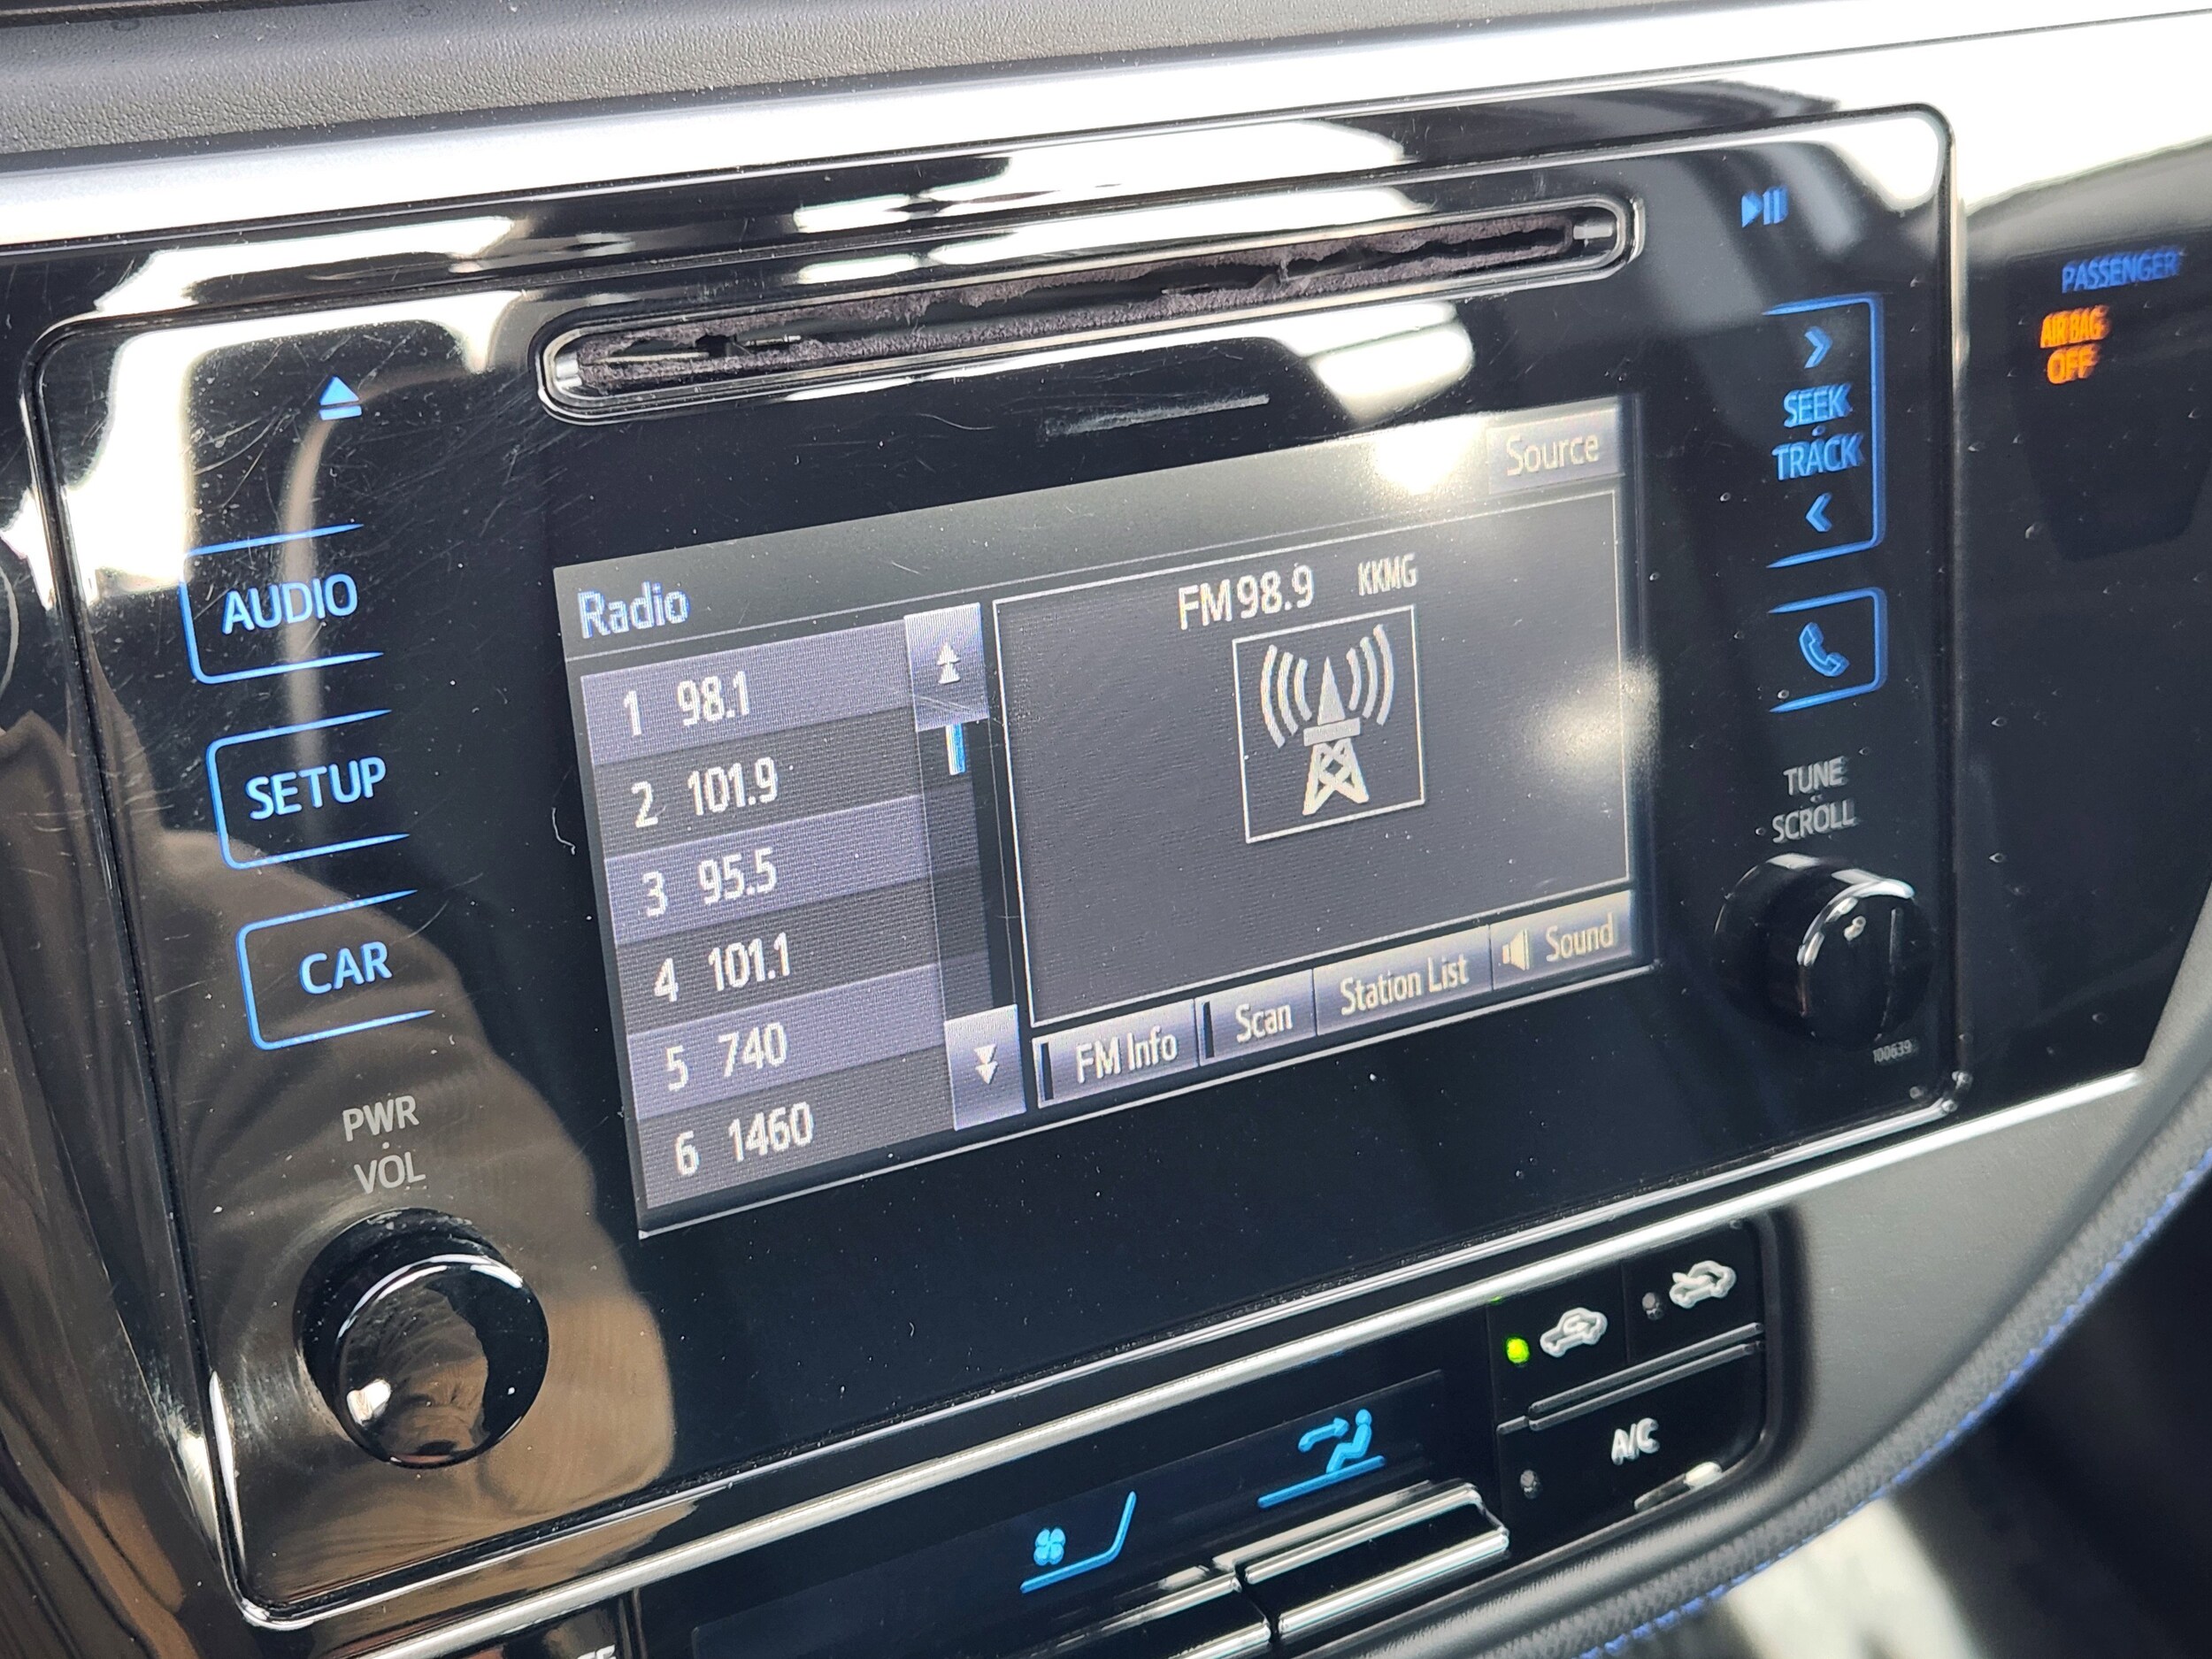 PASSENGER
AIR BAG
OFF
SEEK
TRACK
Source
AUDIO
SETUP
CAR
PWR
VOL
Radio
1 98.1
2 101.9
3 95.5
4 101.1
5 740
6 1460
FM 98.9 KKMG
FM Info
Scan
Station List
Sound
TUNE
SCROLL
100639
A/C